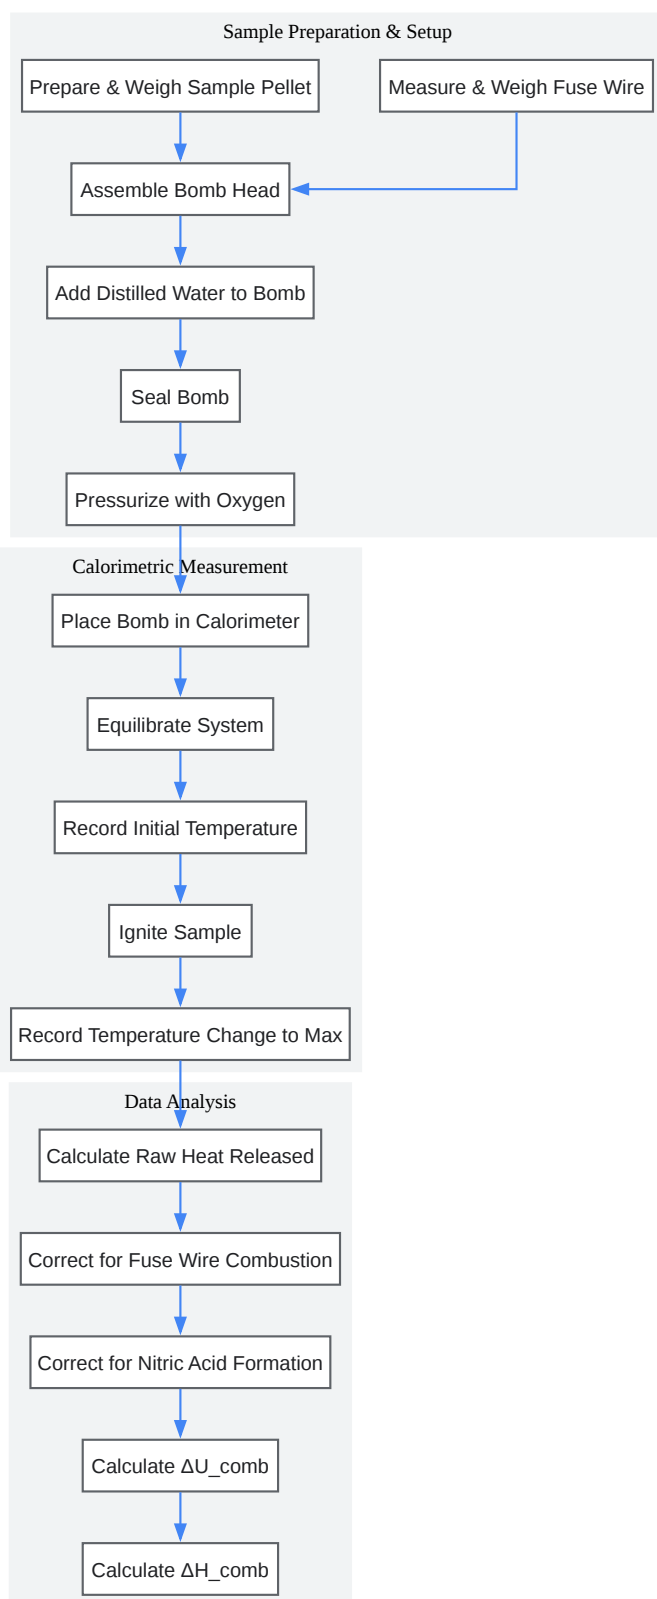 Sample Preparation & Setup
Prepare & Weigh Sample Pellet
Measure & Weigh Fuse Wire
Assemble Bomb Head
Add Distilled Water to Bomb
Seal Bomb
Pressurize with Oxygen
Calorimetric Measurement
Place Bomb in Calorimeter
Equilibrate System
Record Initial Temperature
Ignite Sample
Record Temperature Change to Max
Data Analysis
Calculate Raw Heat Released
Correct for Fuse Wire Combustion
Correct for Nitric Acid Formation
Calculate ΔU_comb
Calculate ΔH_comb